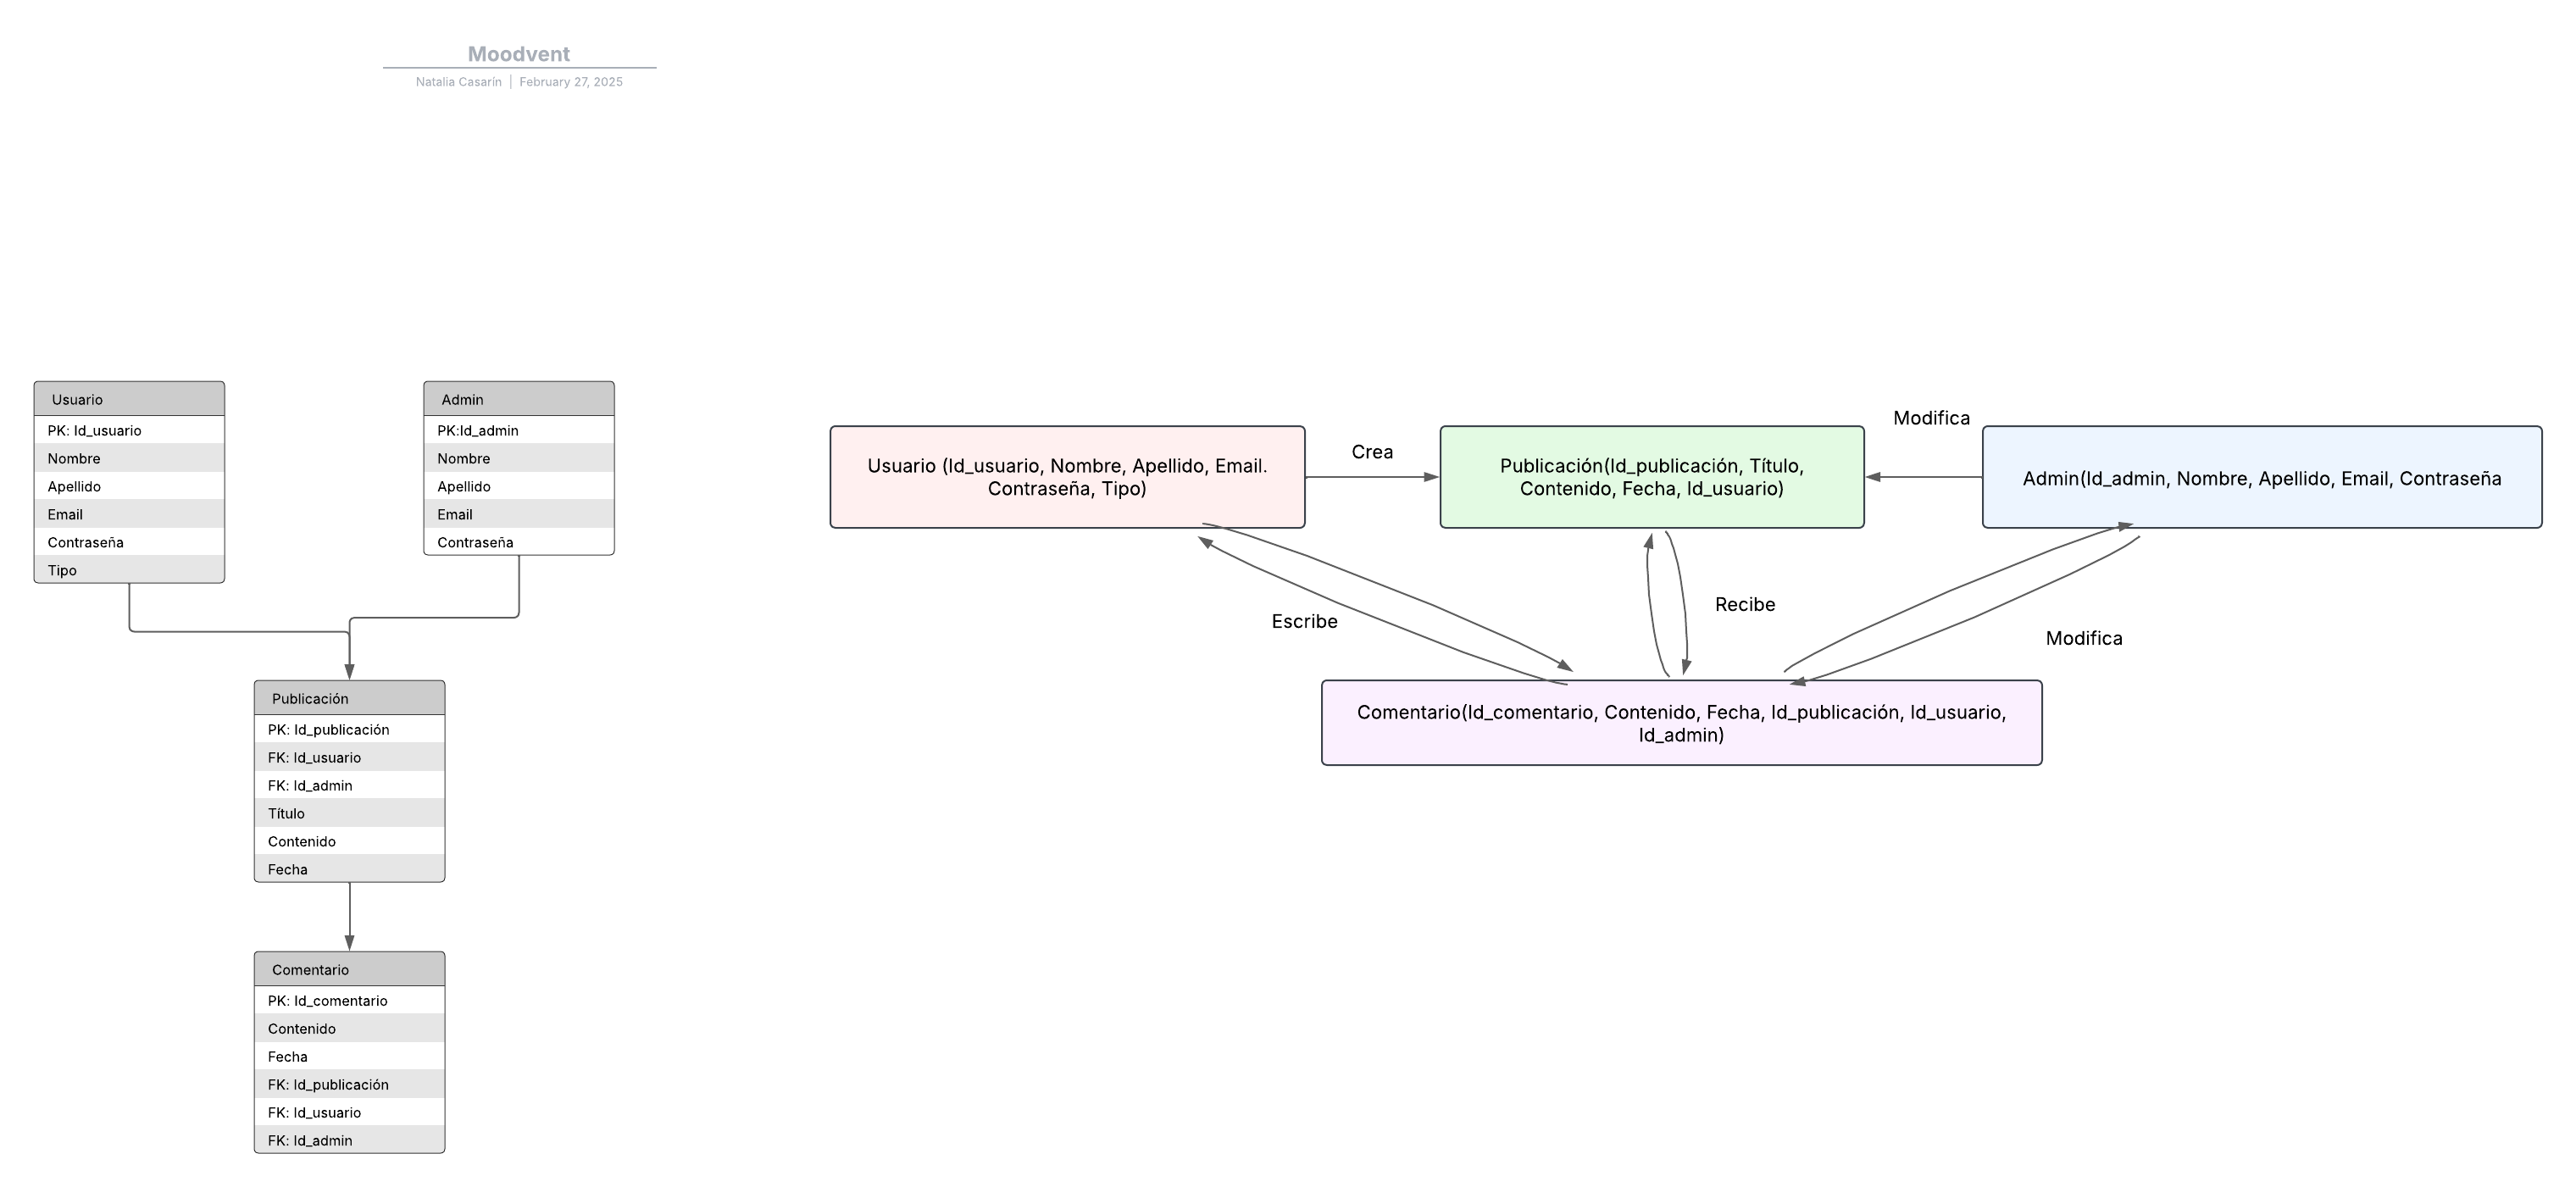 Moodvent
Natalia Casarín | February 27, 2025
Usuario
PK: Id_usuario
Nombre
Apellido
Email
Contraseña
Tipo
Admin
PK:Id_admin
Nombre
Apellido
Email
Contraseña
Publicación
PK: Id_publicación
FK: Id_usuario
FK: Id_admin
Título
Contenido
Fecha
Comentario
PK: Id_comentario
Contenido
Fecha
FK: Id_publicación
FK: Id_usuario
FK: Id_admin
Usuario (Id_usuario, Nombre, Apellido, Email.
Contraseña, Tipo)
Crea
Publicación(Id_publicación, Título,
Contenido, Fecha, Id_usuario)
Modifica
Admin(Id_admin, Nombre, Apellido, Email, Contraseña
Escribe
Recibe
Modifica
Comentario(Id_comentario, Contenido, Fecha, Id_publicación, Id_usuario,
Id_admin)